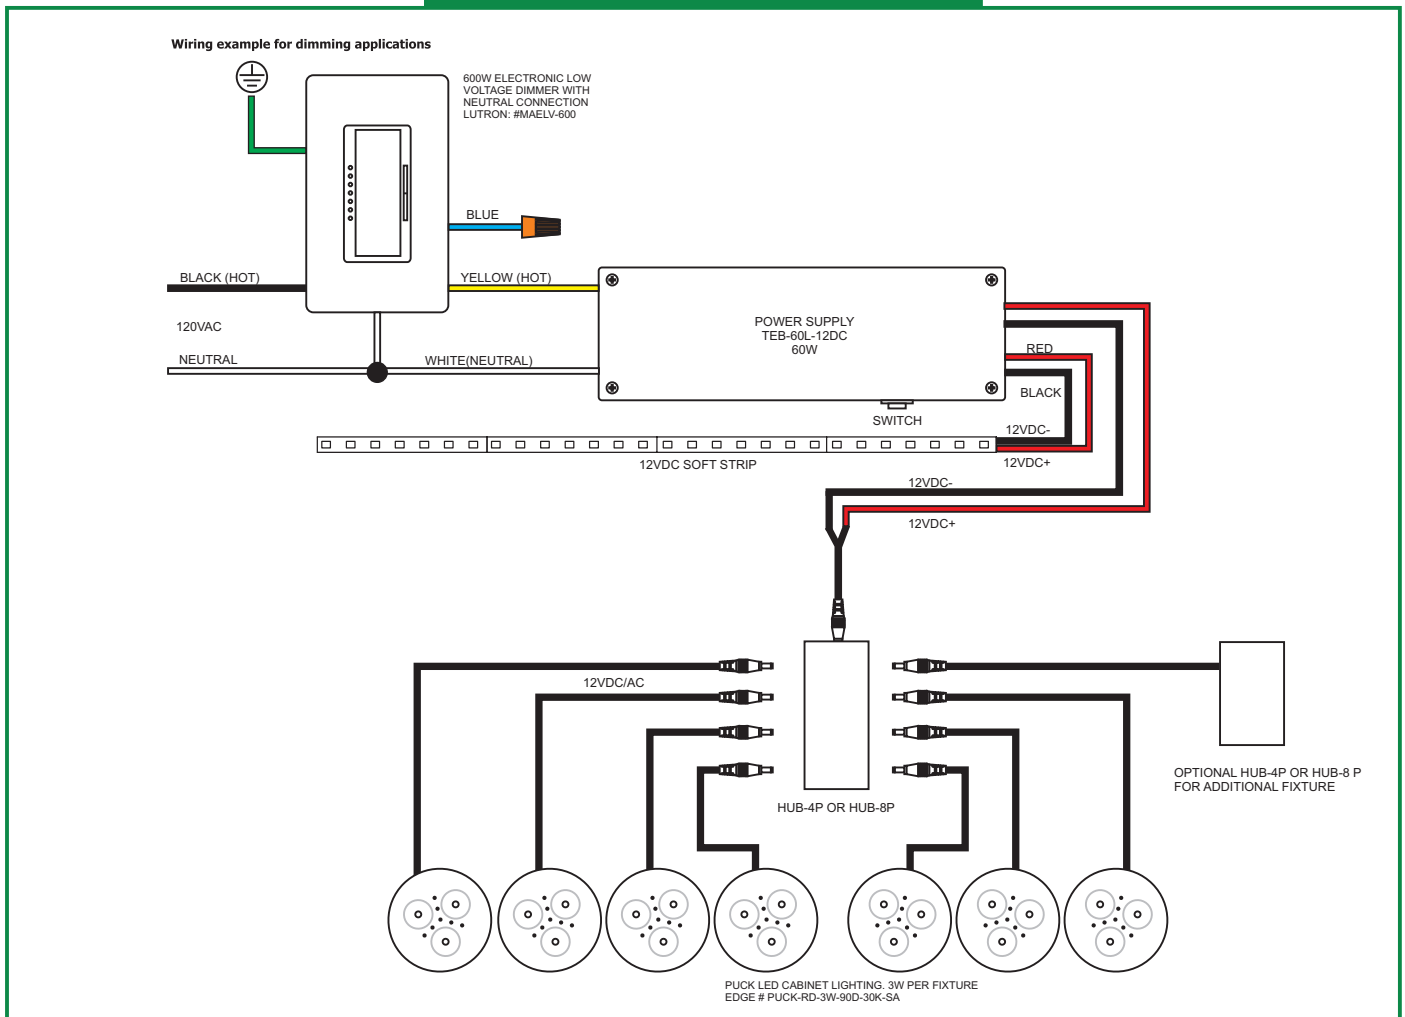 Wiring example for dimming applications
600W ELECTRONIC LOW
VOLTAGE DIMMER WITH
NEUTRAL CONNECTION
LUTRON: #MAELV-600
BLUE
BLACK (HOT)
YELLOW (HOT)
120VAC
NEUTRAL
WHITE(NEUTRAL)
POWER SUPPLY
TEB-60L-12DC
60W
RED
BLACK
SWITCH
12VDC-
12VDC+
12VDC SOFT STRIP
12VDC-
12VDC+
12VDC/AC
HUB-4P OR HUB-8P
OPTIONAL HUB-4P OR HUB-8 P
FOR ADDITIONAL FIXTURE
PUCK LED CABINET LIGHTING. 3W PER FIXTURE
EDGE # PUCK-RD-3W-90D-30K-SA